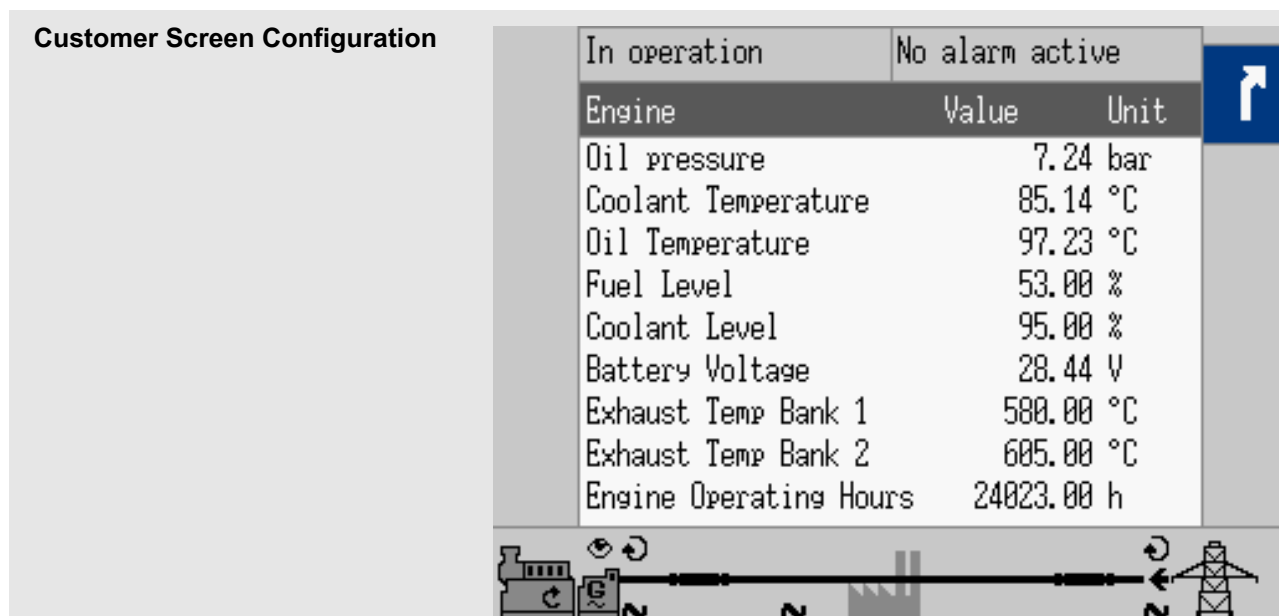 Customer Screen Configuration
In operation No alarm active
Engine Value Unit
Oil pressure 7.24 bar
Coolant Temperature 85.14 °C
Oil Temperature 97.23 °C
Fuel Level 53.00 %
Coolant Level 95.00 %
Battery Voltage 28.44 V
Exhaust Temp Bank 1 580.00 °C
Exhaust Temp Bank 2 605.00 °C
Engine Operating Hours 24023.00 h
G